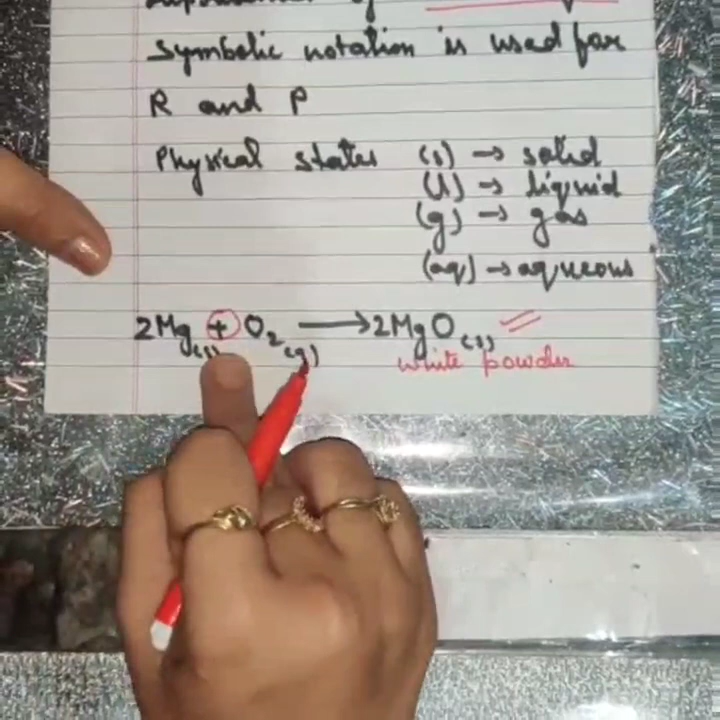 symbolic notation is used for
R and P
Physical states (s) → solid
(l) → liquid
(g) → gas
(aq) → aqueous
2Mg(s) + O2(g) → 2MgO(s)
white powder